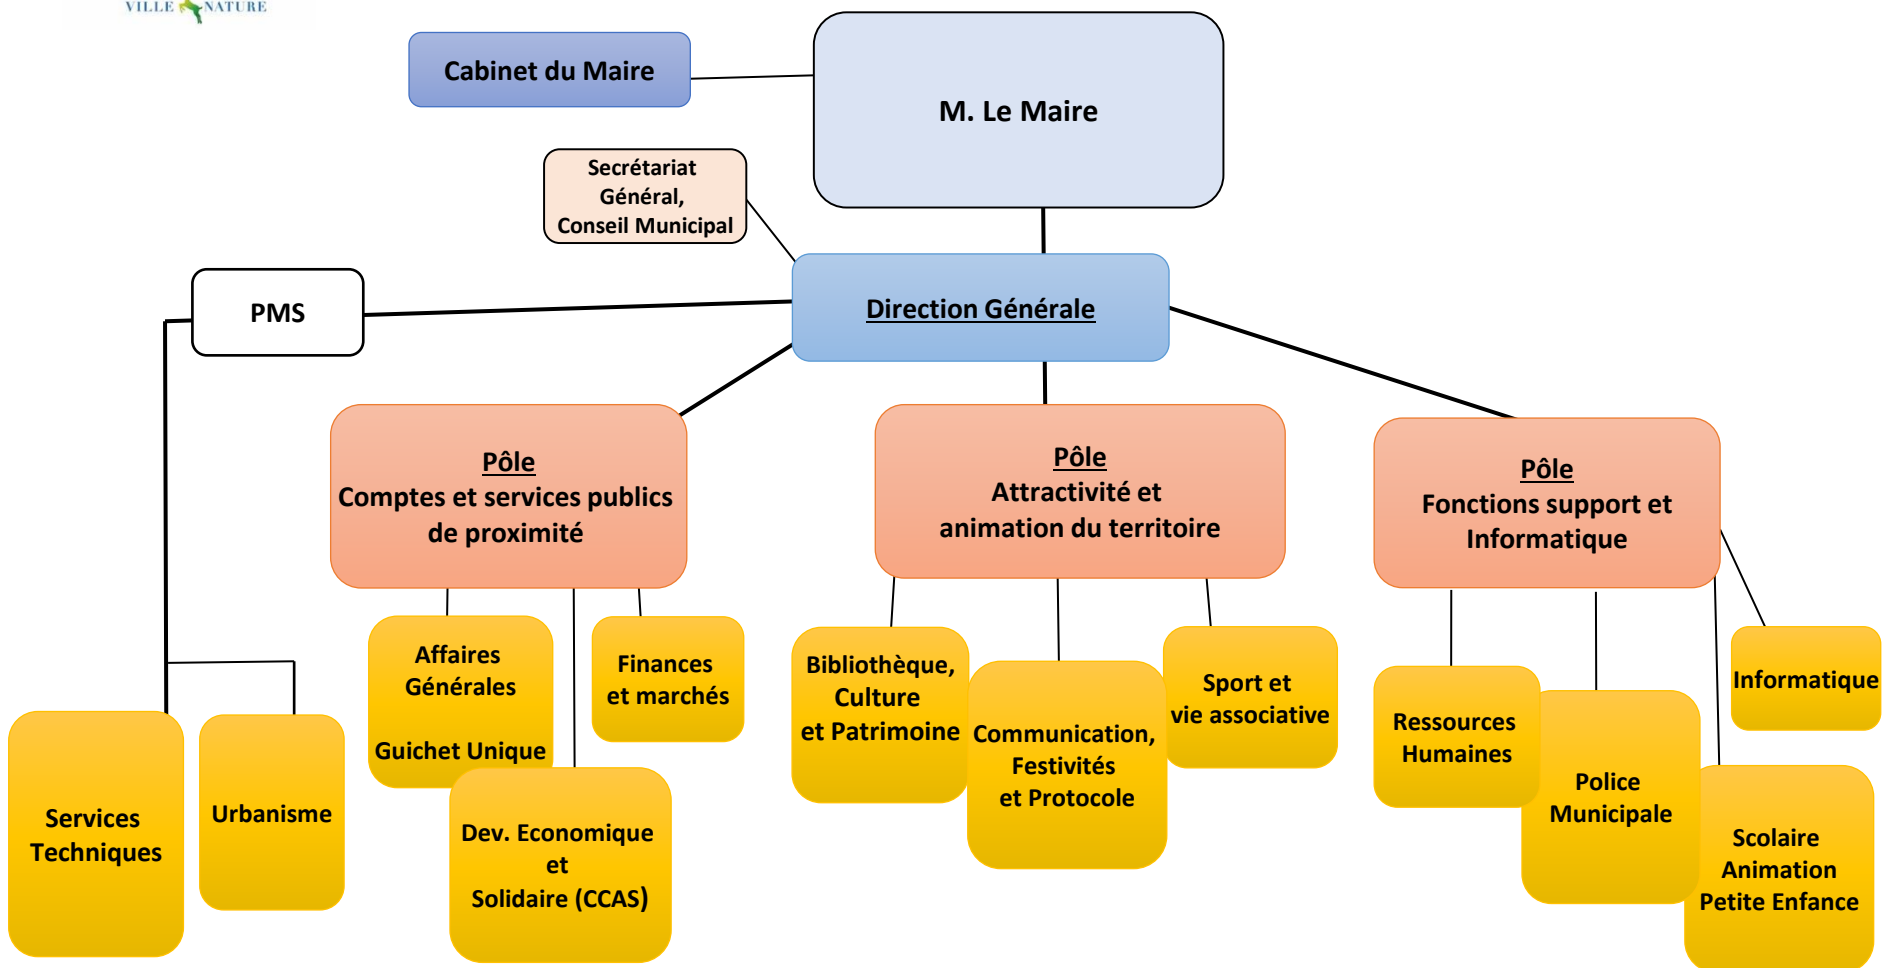 VILLE NATURE
Cabinet du Maire
M. Le Maire
Secrétariat
Général,
Conseil Municipal
PMS
Direction Générale
Pôle
Comptes et services publics
de proximité
Pôle
Attractivité et
animation du territoire
Pôle
Fonctions support et
Informatique
Affaires
Générales
Guichet Unique
Finances
et marchés
Bibliothèque,
Culture
et Patrimoine
Communication,
Festivités
et Protocole
Sport et
vie associative
Ressources
Humaines
Informatique
Police
Municipale
Services
Techniques
Urbanisme
Dev. Economique
et
Solidaire (CCAS)
Scolaire
Animation
Petite Enfance